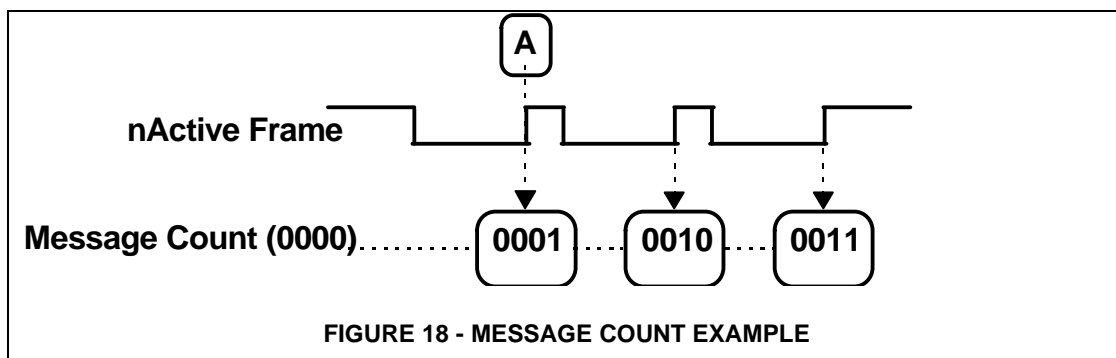 A
nActive Frame
Message Count (0000) 0001 0010 0011
FIGURE 18 - MESSAGE COUNT EXAMPLE